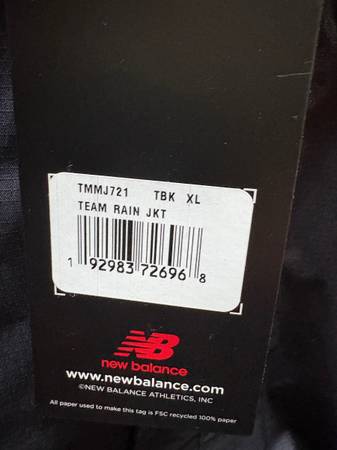 TMMJ721 TBK XL
TEAM RAIN JKT
1 92983 72696 8
new balance
www.newbalance.com
©NEW BALANCE ATHLETICS, INC
All paper used to make this tag is FSC recycled 100% paper